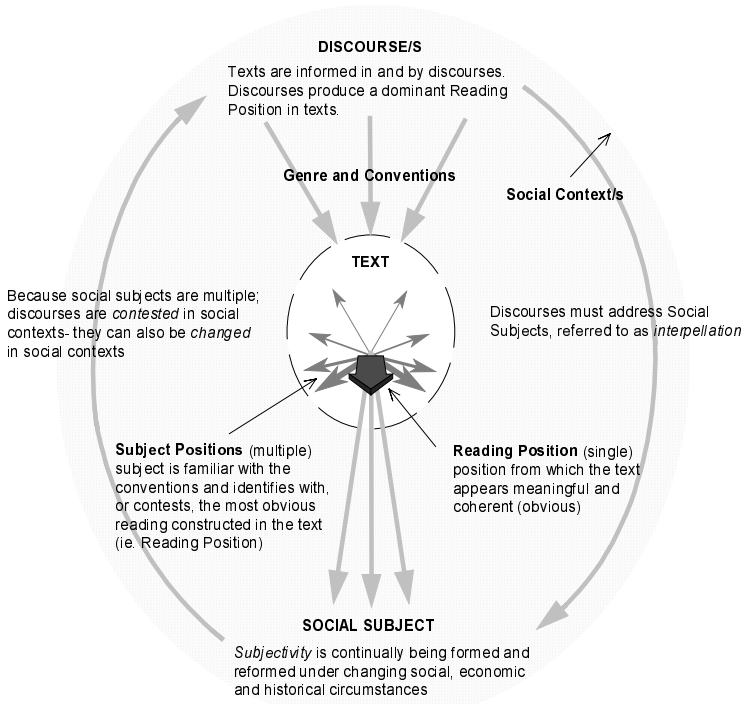 DISCOURSE/S
Texts are informed in and by discourses.
Discourses produce a dominant Reading
Position in texts.
Genre and Conventions
Social Context/s
TEXT
Because social subjects are multiple;
discourses are contested in social
contexts- they can also be changed
in social contexts
Discourses must address Social
Subjects, referred to as interpellation
Subject Positions (multiple)
subject is familiar with the
conventions and identifies with,
or contests, the most obvious
reading constructed in the text
(ie. Reading Position)
Reading Position (single)
position from which the text
appears meaningful and
coherent (obvious)
SOCIAL SUBJECT
Subjectivity is continually being formed and
reformed under changing social, economic
and historical circumstances